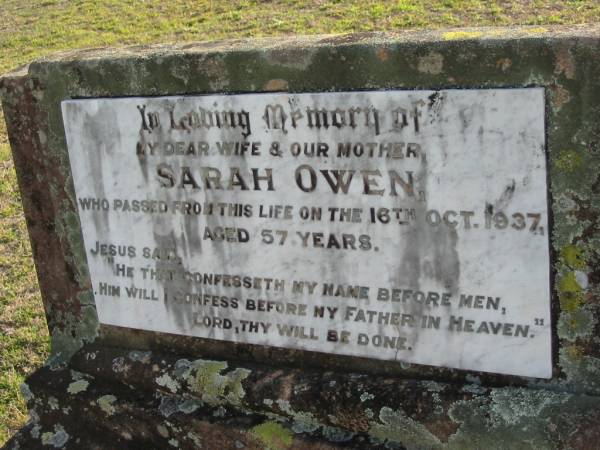 In Loving Memory of
MY DEAR WIFE & OUR MOTHER,
SARAH OWEN,
WHO PASSED FROM THIS LIFE ON THE 16TH OCT. 1937,
AGED 57 YEARS.
JESUS SAID,
"HE THAT CONFESSETH MY NAME BEFORE MEN,
HIM WILL I CONFESS BEFORE MY FATHER IN HEAVEN."
LORD, THY WILL BE DONE.